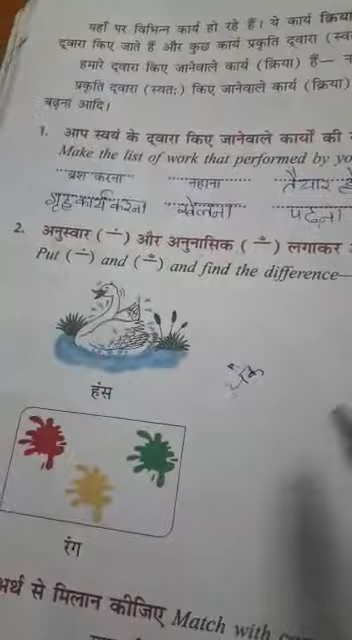 यहाँ पर विभिन्न कार्य हो रहे हैं। ये कार्य क्रिया
द्वारा किए जाते हैं और कुछ कार्य प्रकृति द्वारा (स्व
हमारे द्वारा किए जानेवाले कार्य (क्रिया) हैं—
प्रकृति द्वारा (स्वतः) किए जानेवाले कार्य (क्रिया)
बढ़ना आदि।
1. आप स्वयं के द्वारा किए जानेवाले कार्यों की
Make the list of work that performed by yo
ब्रश करना नहाना तैयार
गृहकार्य करना खेलना पढ़ना
2. अनुस्वार ( ं ) और अनुनासिक ( ँ ) लगाकर
Put ( ं ) and ( ँ ) and find the difference—
हंस
रंग
अर्थ से मिलान कीजिए Match with